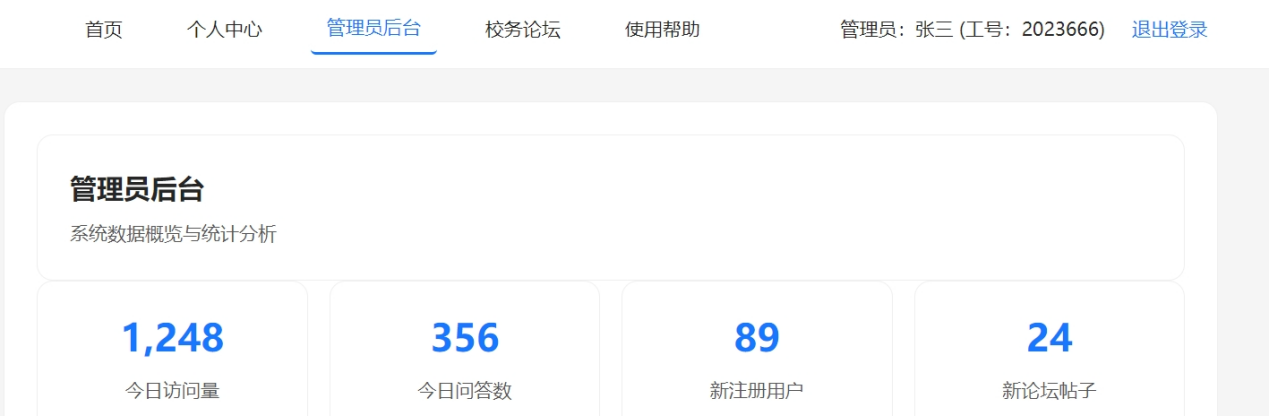 首页 个人中心 管理员后台 校务论坛 使用帮助 管理员：张三 (工号：2023666) 退出登录
管理员后台
系统数据概览与统计分析
1,248 356 89 24
今日访问量 今日问答数 新注册用户 新论坛帖子